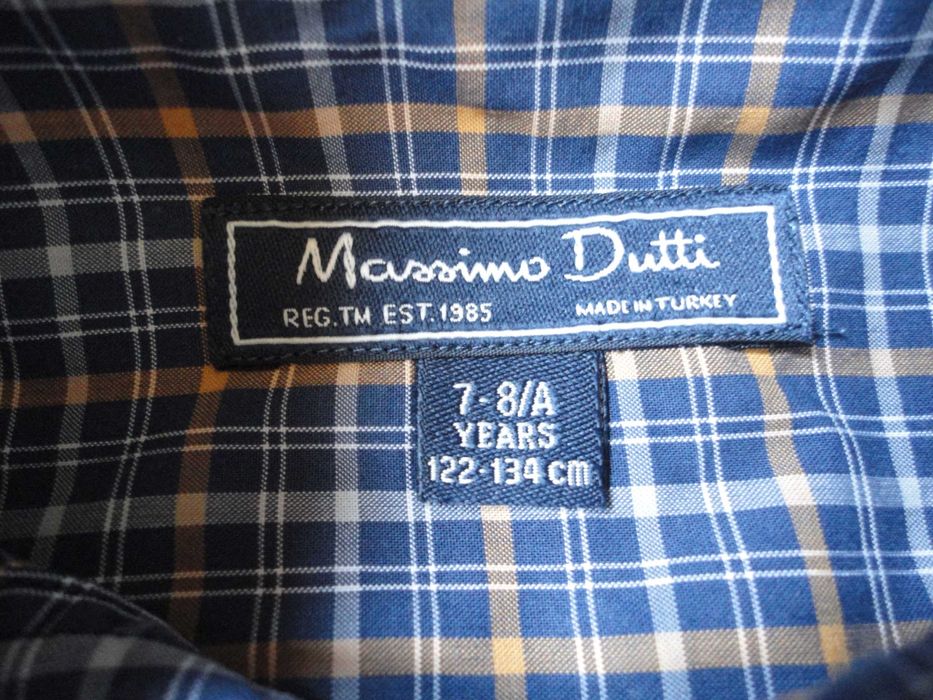 Massimo Dutti
REG.TM EST.1985 MADE IN TURKEY
7-8/A
YEARS
122-134 cm